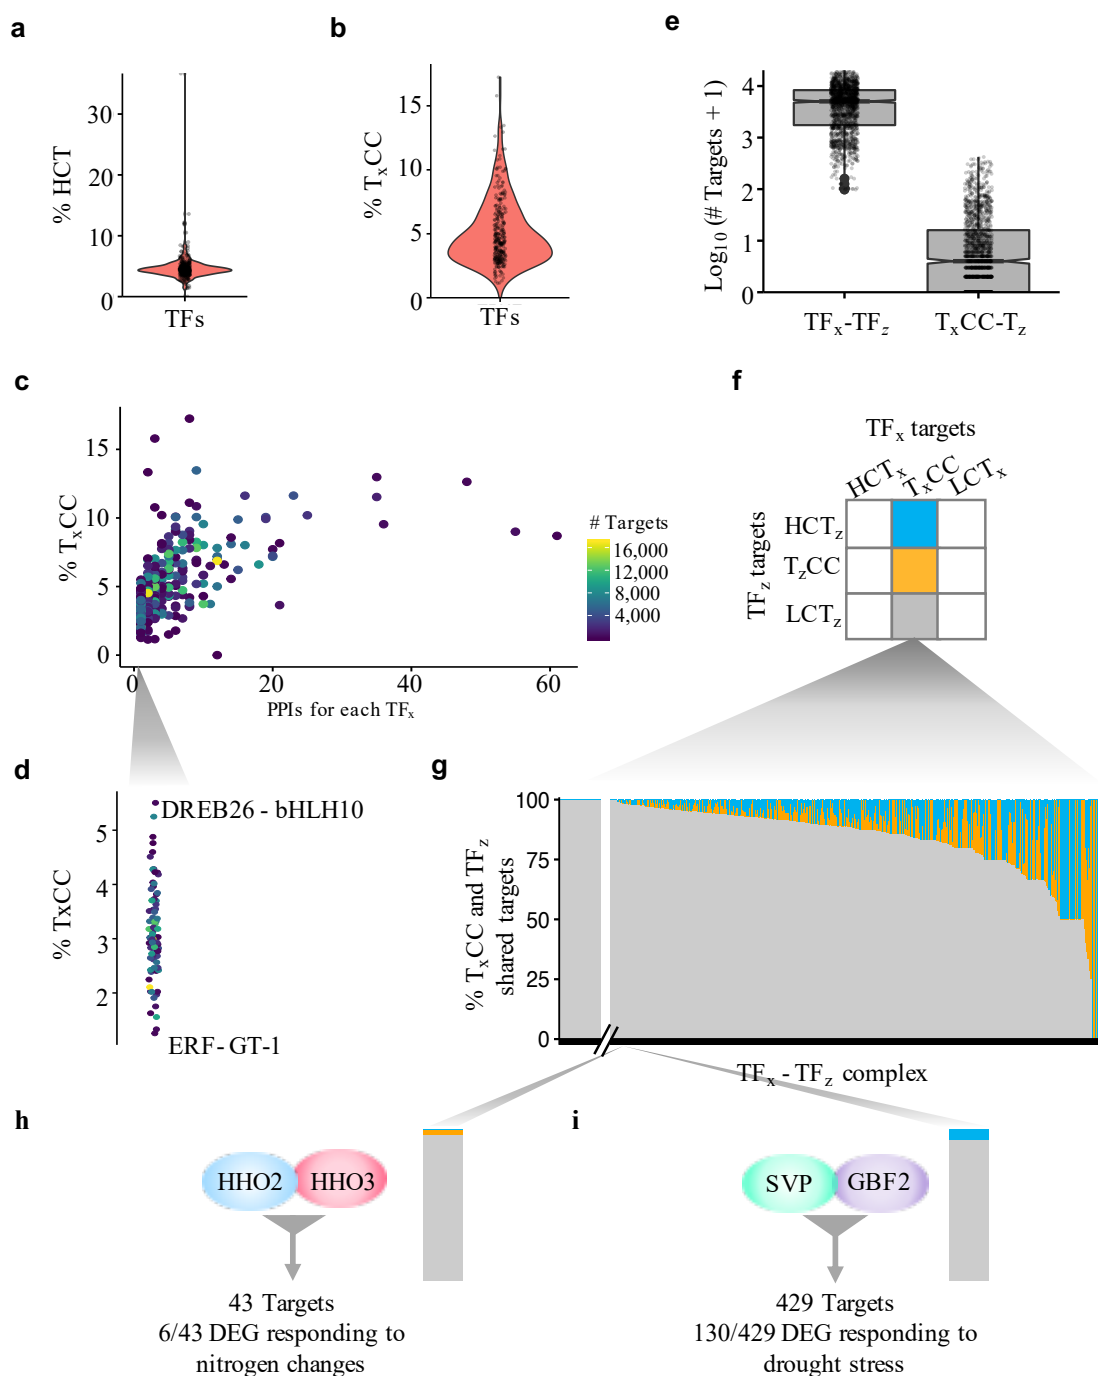 a
% HCT
30
20
10
0
TFs
b
% TxCC
15
10
5
0
TFs
e
Log10 (# Targets + 1)
4
3
2
1
0
TFx-TFz
TxCC-Tz
c
% TxCC
15
10
5
0
0
20
40
60
PPIs for each TFx
# Targets
16,000
12,000
8,000
4,000
f
TFx targets
HCTx
TxCC
LCTx
TFz targets
HCTz
TzCC
LCTz
d
% TxCC
5
4
3
2
DREB26 - bHLH10
ERF- GT-1
g
% TxCC and TFz
shared targets
100
75
50
25
0
TFx - TFz complex
h
HHO2
HHO3
43 Targets
6/43 DEG responding to
nitrogen changes
i
SVP
GBF2
429 Targets
130/429 DEG responding to
drought stress